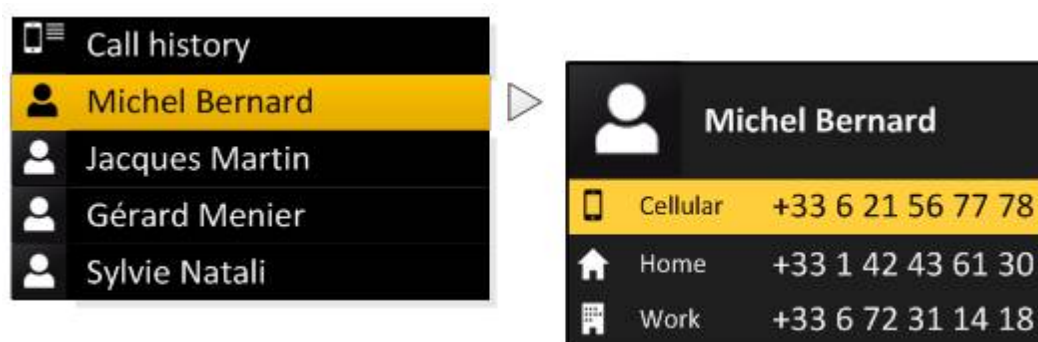 Call history
Michel Bernard
Jacques Martin
Gérard Menier
Sylvie Natali
Michel Bernard
Cellular +33 6 21 56 77 78
Home +33 1 42 43 61 30
Work +33 6 72 31 14 18